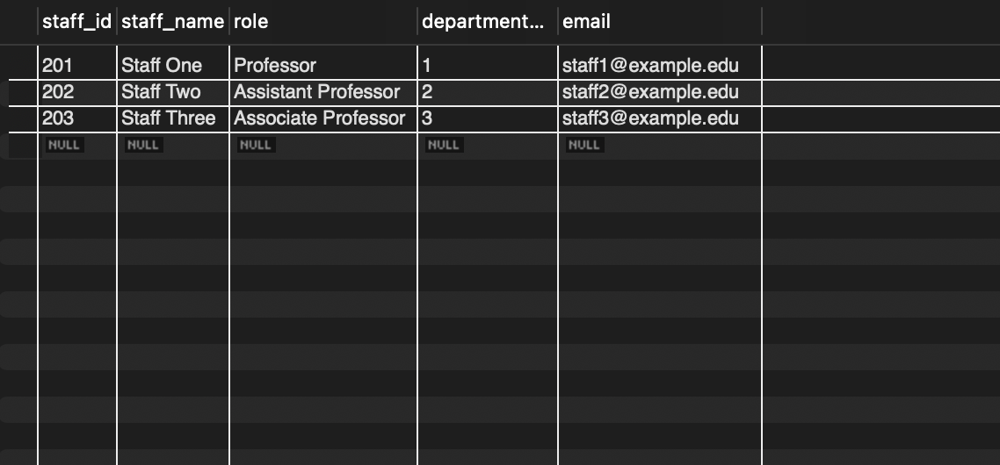 staff_id staff_name role department... email
201 Staff One Professor 1 staff1@example.edu
202 Staff Two Assistant Professor 2 staff2@example.edu
203 Staff Three Associate Professor 3 staff3@example.edu
NULL NULL NULL NULL NULL